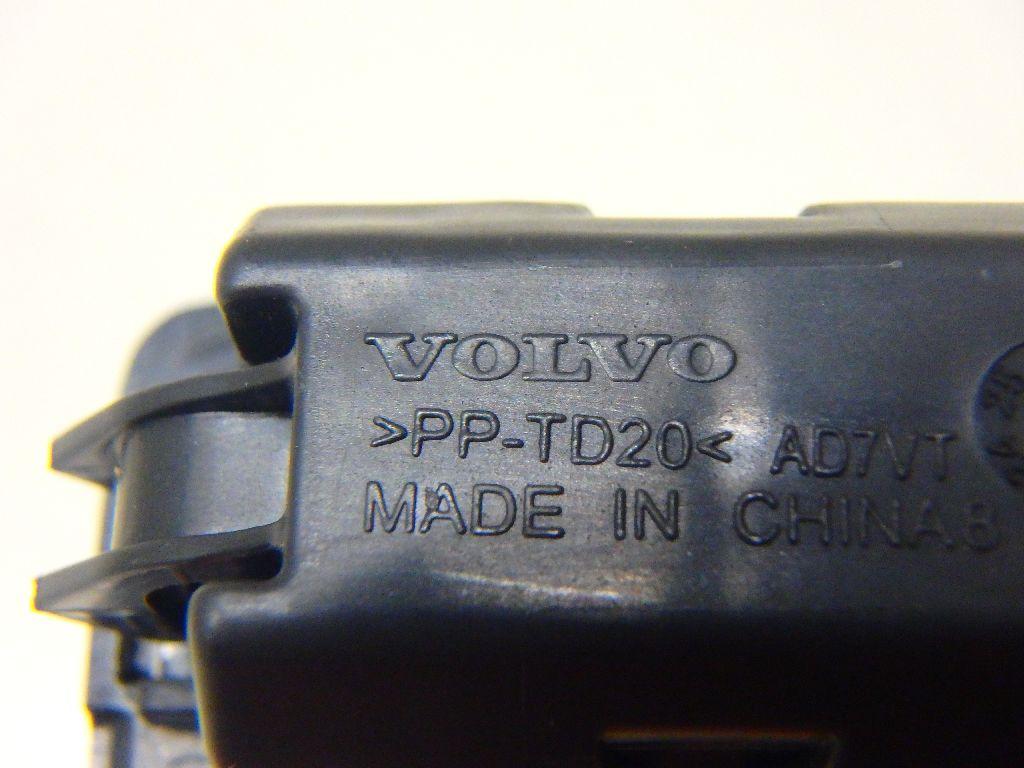 VOLVO
>PP-TD20< AD7VT
MADE IN CHINA8